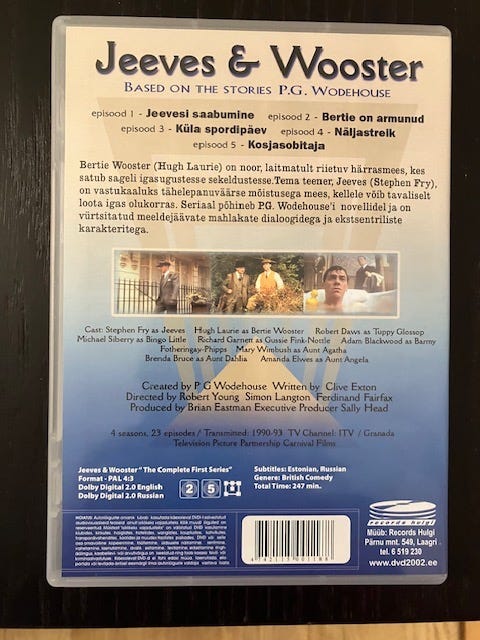 Jeeves & Wooster
BASED ON THE STORIES P.G. WODEHOUSE
episood 1 - Jeevesi saabumine episood 2 - Bertie on armunud
episood 3 - Küla spordipäev episood 4 - Näljastreik
episood 5 - Kosjasobitaja
Bertie Wooster (Hugh Laurie) on noor, laitmatult riietuv härrasmees, kes
satub sageli igasugustesse sekeldustesse.Tema teener, Jeeves (Stephen Fry),
on vastukaaluks tähelepanuväärse mõistusega mees, kellele võib tavaliselt
loota igas olukorras. Seriaal põhineb P.G. Wodehouse'i novellidel ja on
vürtsitatud meeldejäävate mahlakate dialoogidega ja ekstsentriliste
karakteritega.
Cast: Stephen Fry as Jeeves Hugh Laurie as Bertie Wooster Robert Daws as Tuppy Glossop
Michael Siberry as Bingo Little Richard Garnett as Gussie Fink-Nottle Adam Blackwood as Barmy
Fotheringay-Phipps Mary Wimbush as Aunt Agatha
Brenda Bruce as Aunt Dahlia Amanda Elwes as Aunt Angela
Created by P G Wodehouse Written by Clive Exton
Directed by Robert Young Simon Langton Ferdinand Fairfax
Produced by Brian Eastman Executive Producer Sally Head
4 seasons, 23 episodes / Transmitted: 1990-93 TV Channel: ITV / Granada
Television Picture Partnership Carnival Films
Jeeves & Wooster "The Complete First Series"
Format - PAL 4:3
Dolby Digital 2.0 English
Dolby Digital 2.0 Russian
Subtitles: Estonian, Russian
Genere: British Comedy
Total Time: 247 min.
2 5
records hulgi
Müüb: Records Hulgi
Pärnu mnt. 549, Laagri
tel. 6 519 230
www.dvd2002.ee